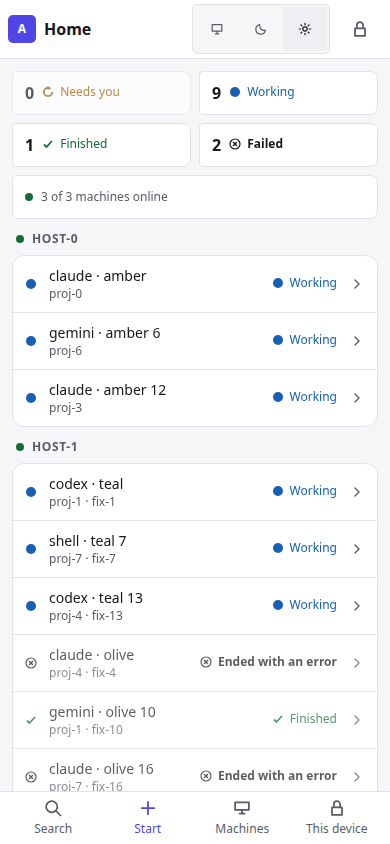 A Home
0 Needs you
9 Working
1 Finished
2 Failed
3 of 3 machines online
HOST-0
claude · amber
proj-0
Working
gemini · amber 6
proj-6
Working
claude · amber 12
proj-3
Working
HOST-1
codex · teal
proj-1 · fix-1
Working
shell · teal 7
proj-7 · fix-7
Working
codex · teal 13
proj-4 · fix-13
Working
claude · olive
proj-4 · fix-4
Ended with an error
gemini · olive 10
proj-1 · fix-10
Finished
claude · olive 16
proj-7 · fix-16
Ended with an error
Search
Start
Machines
This device